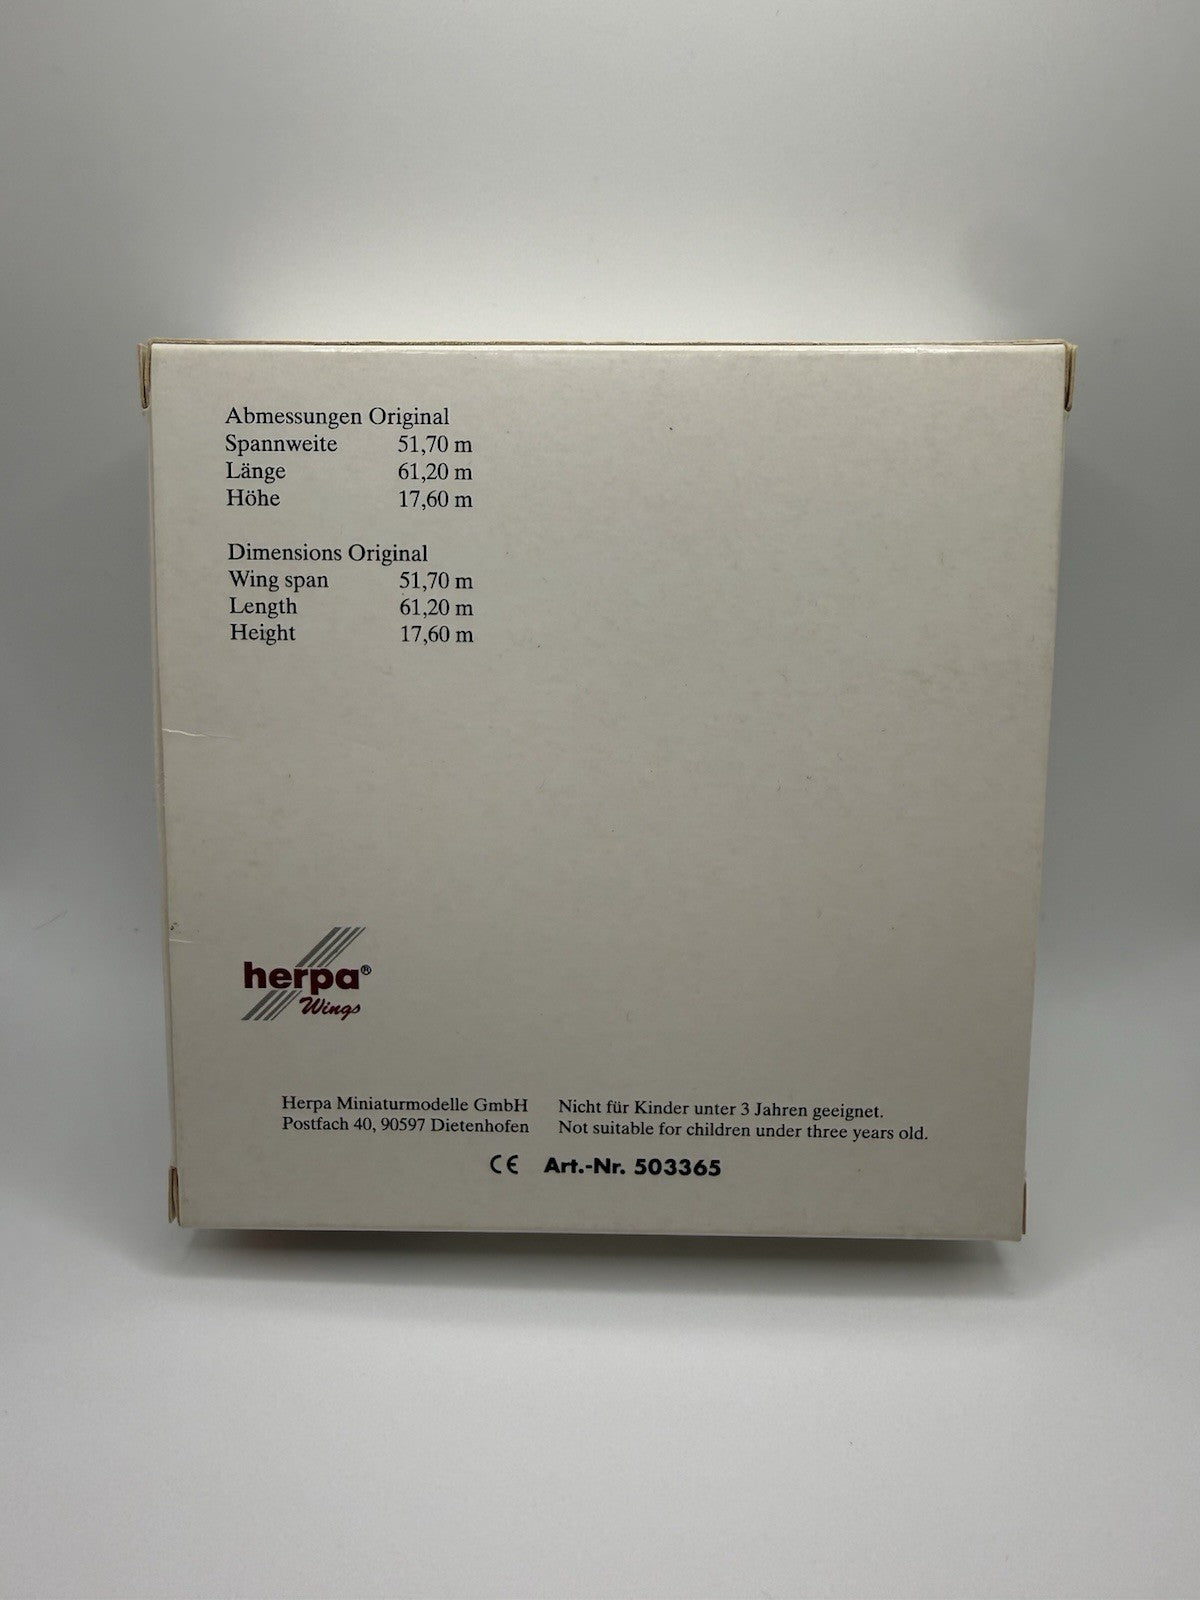 Abmessungen Original
Spannweite 51,70 m
Länge 61,20 m
Höhe 17,60 m
Dimensions Original
Wing span 51,70 m
Length 61,20 m
Height 17,60 m
herpa®
Wings
Herpa Miniaturmodelle GmbH
Postfach 40, 90597 Dietenhofen
Nicht für Kinder unter 3 Jahren geeignet.
Not suitable for children under three years old.
CE Art.-Nr. 503365